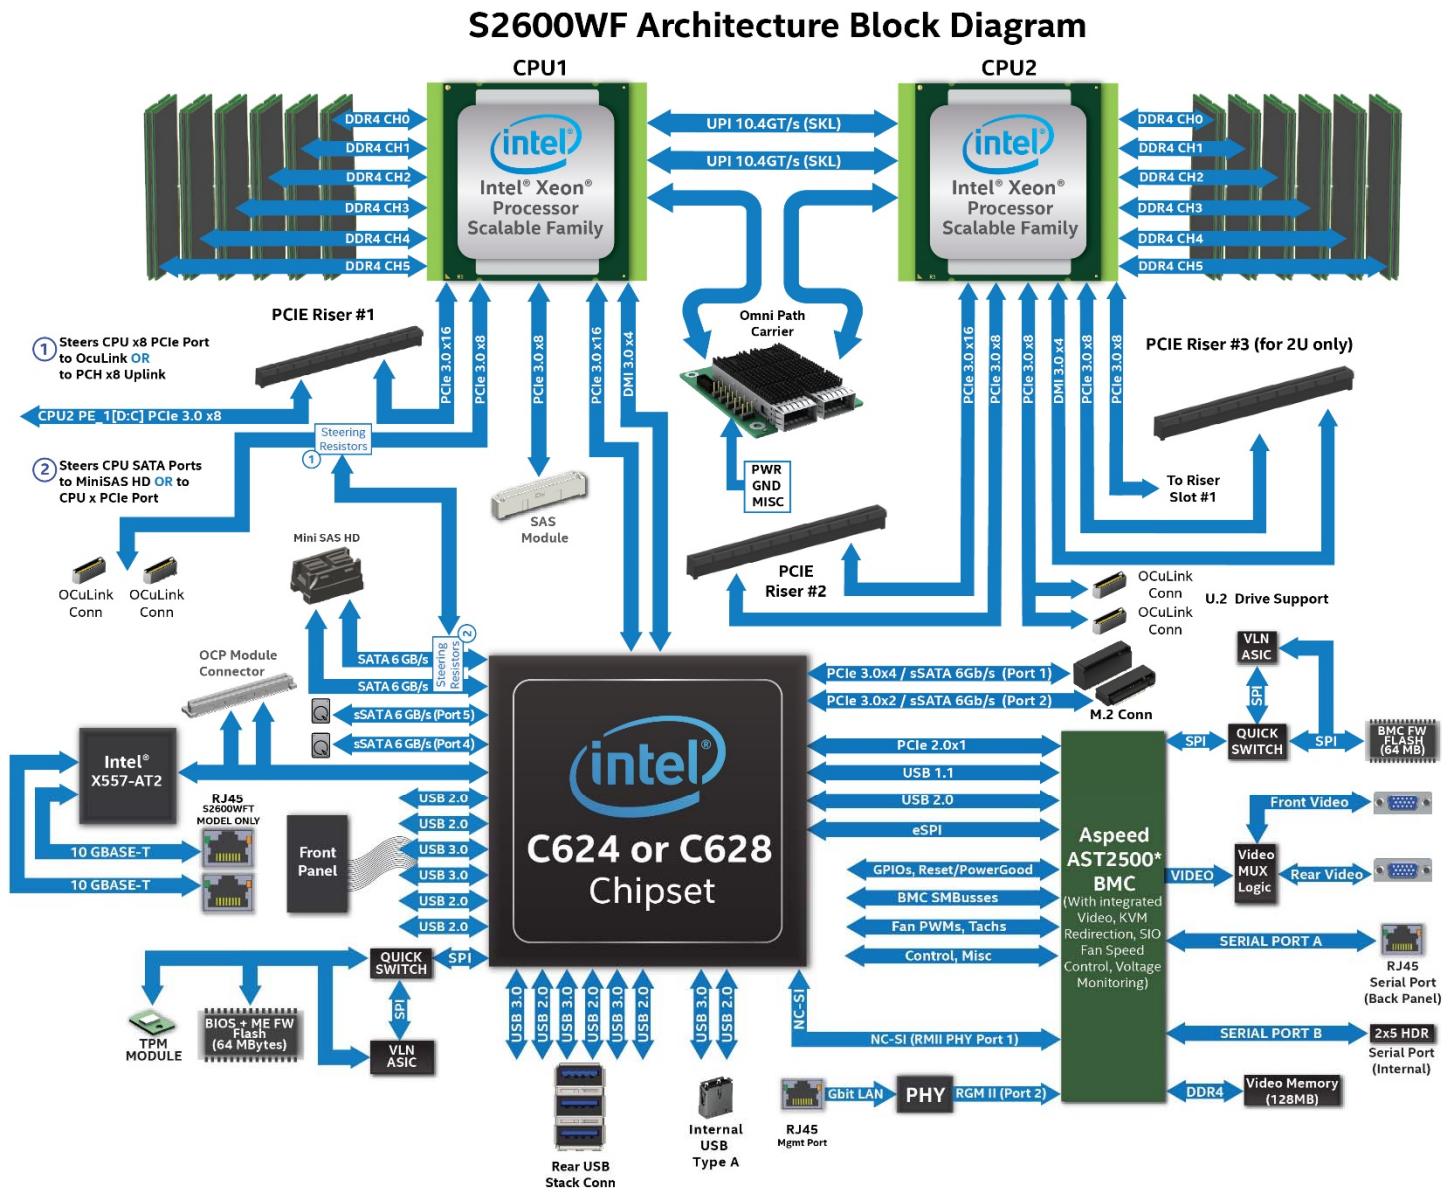 S2600WF Architecture Block Diagram
CPU1
CPU2
DDR4 CH0
DDR4 CH1
DDR4 CH2
DDR4 CH3
DDR4 CH4
DDR4 CH5
intel®
Intel® Xeon®
Processor
Scalable Family
UPI 10.4GT/s (SKL)
UPI 10.4GT/s (SKL)
intel®
Intel® Xeon®
Processor
Scalable Family
DDR4 CH0
DDR4 CH1
DDR4 CH2
DDR4 CH3
DDR4 CH4
DDR4 CH5
PCIE Riser #1
1
Steers CPU x8 PCIe Port
to OcuLink OR
to PCH x8 Uplink
CPU2 PE_1[D:C] PCIe 3.0 x8
2
Steers CPU SATA Ports
to MiniSAS HD OR to
CPU x PCIe Port
PCIe 3.0 x16
PCIe 3.0 x8
PCIe 3.0 x8
PCIe 3.0 x16
DMI 3.0 x4
Steering
Resistors
1
Omni Path
Carrier
PWR
GND
MISC
PCIe 3.0 x16
PCIe 3.0 x8
PCIe 3.0 x8
DMI 3.0 x4
PCIe 3.0 x8
PCIe 3.0 x8
PCIE Riser #3 (for 2U only)
To Riser
Slot #1
SAS
Module
PCIE
Riser #2
Mini SAS HD
OCuLink
Conn
OCuLink
Conn
OCuLink
Conn
OCuLink
Conn
U.2 Drive Support
OCP Module
Connector
SATA 6 GB/s
SATA 6 GB/s
Steering
Resistors
2
sSATA 6 GB/s (Port 5)
sSATA 6 GB/s (Port 4)
PCIe 3.0x4 / sSATA 6Gb/s (Port 1)
PCIe 3.0x2 / sSATA 6Gb/s (Port 2)
M.2 Conn
VLN
ASIC
SPI
QUICK
SWITCH
SPI
SPI
BMC FW
FLASH
(64 MB)
Intel®
X557-AT2
RJ45
S2600WFT
MODEL ONLY
10 GBASE-T
10 GBASE-T
Front
Panel
USB 2.0
USB 2.0
USB 3.0
USB 3.0
USB 2.0
USB 2.0
intel®
C624 or C628
Chipset
PCIe 2.0x1
USB 1.1
USB 2.0
eSPI
GPIOs, Reset/PowerGood
BMC SMBusses
Fan PWMs, Tachs
Control, Misc
Aspeed
AST2500*
BMC
(With integrated
Video, KVM
Redirection, SIO
Fan Speed
Control, Voltage
Monitoring)
VIDEO
Video
MUX
Logic
Front Video
Rear Video
SERIAL PORT A
RJ45
Serial Port
(Back Panel)
SERIAL PORT B
2x5 HDR
Serial Port
(Internal)
DDR4
Video Memory
(128MB)
QUICK
SWITCH
SPI
SPI
VLN
ASIC
TPM
MODULE
BIOS + ME FW
Flash
(64 MBytes)
USB 3.0
USB 2.0
USB 3.0
USB 2.0
USB 3.0
USB 2.0
USB 3.0
USB 2.0
NC-SI
NC-SI (RMII PHY Port 1)
Rear USB
Stack Conn
Internal
USB
Type A
RJ45
Mgmt Port
Gbit LAN
PHY
RGM II (Port 2)